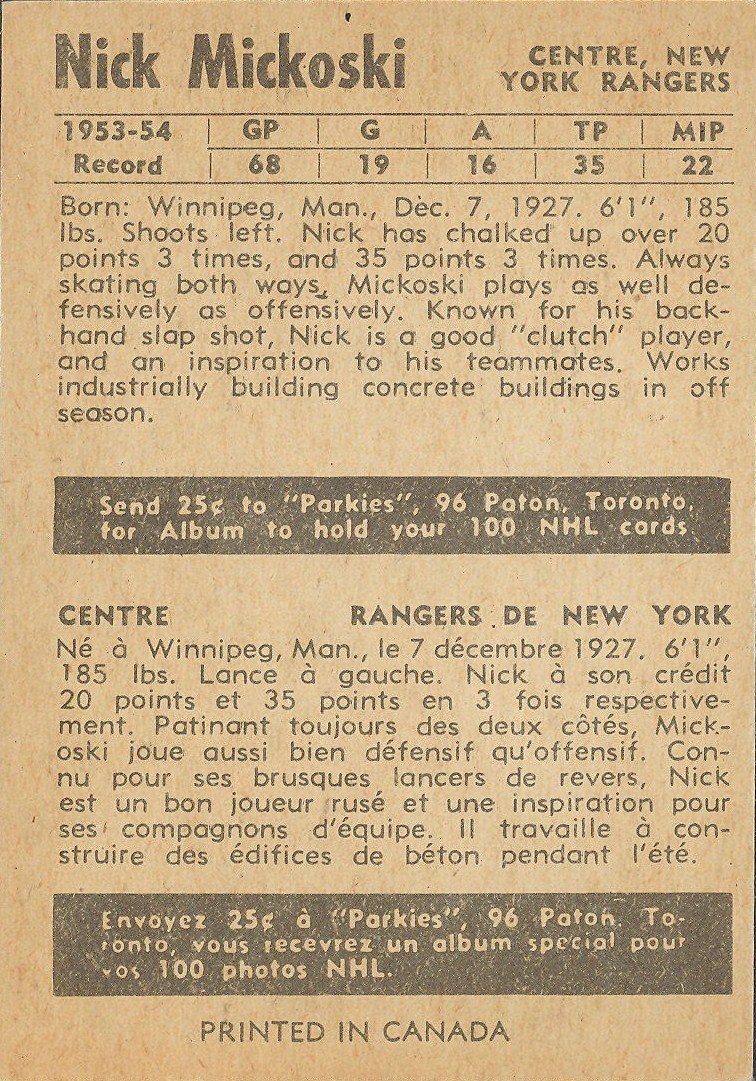 Nick Mickoski
CENTRE, NEW
YORK RANGERS
1953-54 | GP | G | A | TP | MIP
Record | 68 | 19 | 16 | 35 | 22
Born: Winnipeg, Man., Dec. 7, 1927. 6'1", 185
lbs. Shoots left. Nick has chalked up over 20
points 3 times, and 35 points 3 times. Always
skating both ways, Mickoski plays as well de-
fensively as offensively. Known for his back-
hand slap shot, Nick is a good "clutch" player,
and an inspiration to his teammates. Works
industrially building concrete buildings in off
season.
Send 25¢ to "Parkies", 96 Paton, Toronto,
for Album to hold your 100 NHL cards
CENTRE RANGERS DE NEW YORK
Né à Winnipeg, Man., le 7 décembre 1927. 6'1",
185 lbs. Lance à gauche. Nick à son crédit
20 points et 35 points en 3 fois respective-
ment. Patinant toujours des deux côtés, Mick-
oski joue aussi bien défensif qu'offensif. Con-
nu pour ses brusques lancers de revers, Nick
est un bon joueur rusé et une inspiration pour
ses compagnons d'équipe. Il travaille à con-
struire des édifices de béton pendant l'été.
Envoyez 25¢ à "Parkies", 96 Paton. To-
ronto, vous recevrez un album special pour
vos 100 photos NHL.
PRINTED IN CANADA